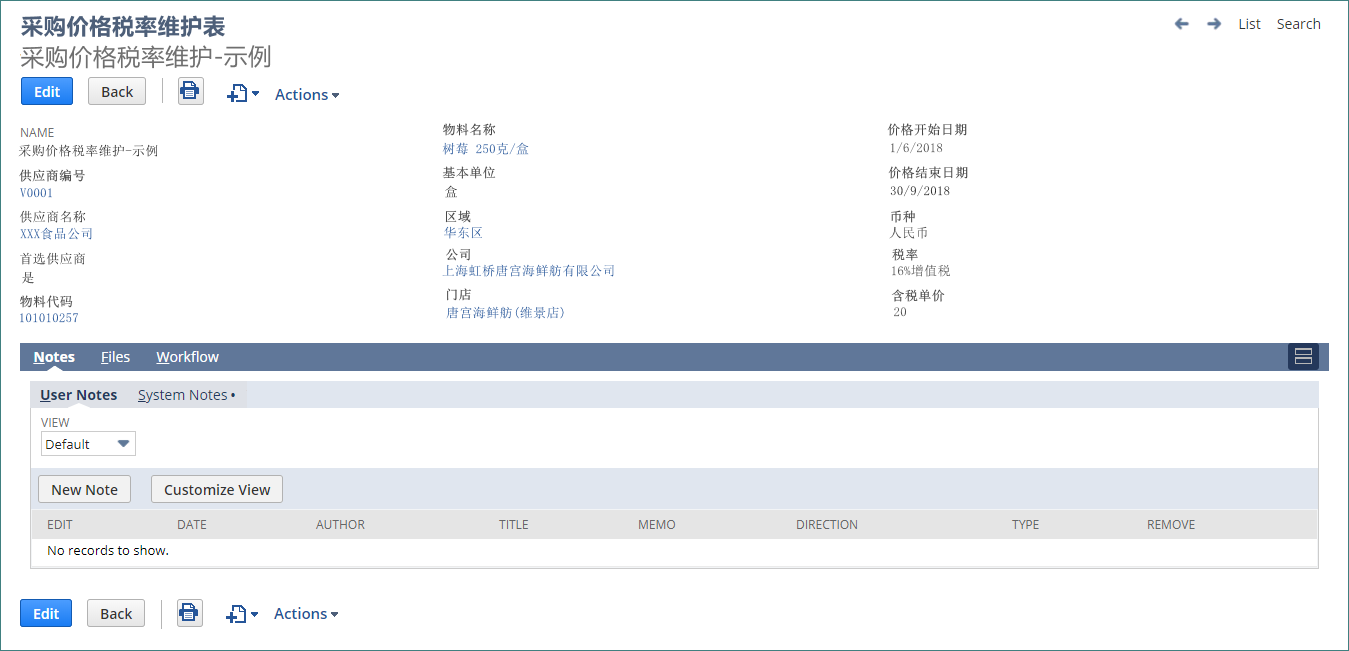 采购价格税率维护表
List Search
采购价格税率维护-示例
Edit Back Actions
NAME
采购价格税率维护-示例
供应商编号
V0001
供应商名称
XXX食品公司
首选供应商
是
物料代码
101010257
物料名称
树莓 250克/盒
基本单位
盒
区域
华东区
公司
上海虹桥唐宫海鲜舫有限公司
门店
唐宫海鲜舫(维景店)
价格开始日期
1/6/2018
价格结束日期
30/9/2018
币种
人民币
税率
16%增值税
含税单价
20
Notes Files Workflow
User Notes System Notes •
VIEW
Default
New Note Customize View
EDIT DATE AUTHOR TITLE MEMO DIRECTION TYPE REMOVE
No records to show.
Edit Back Actions